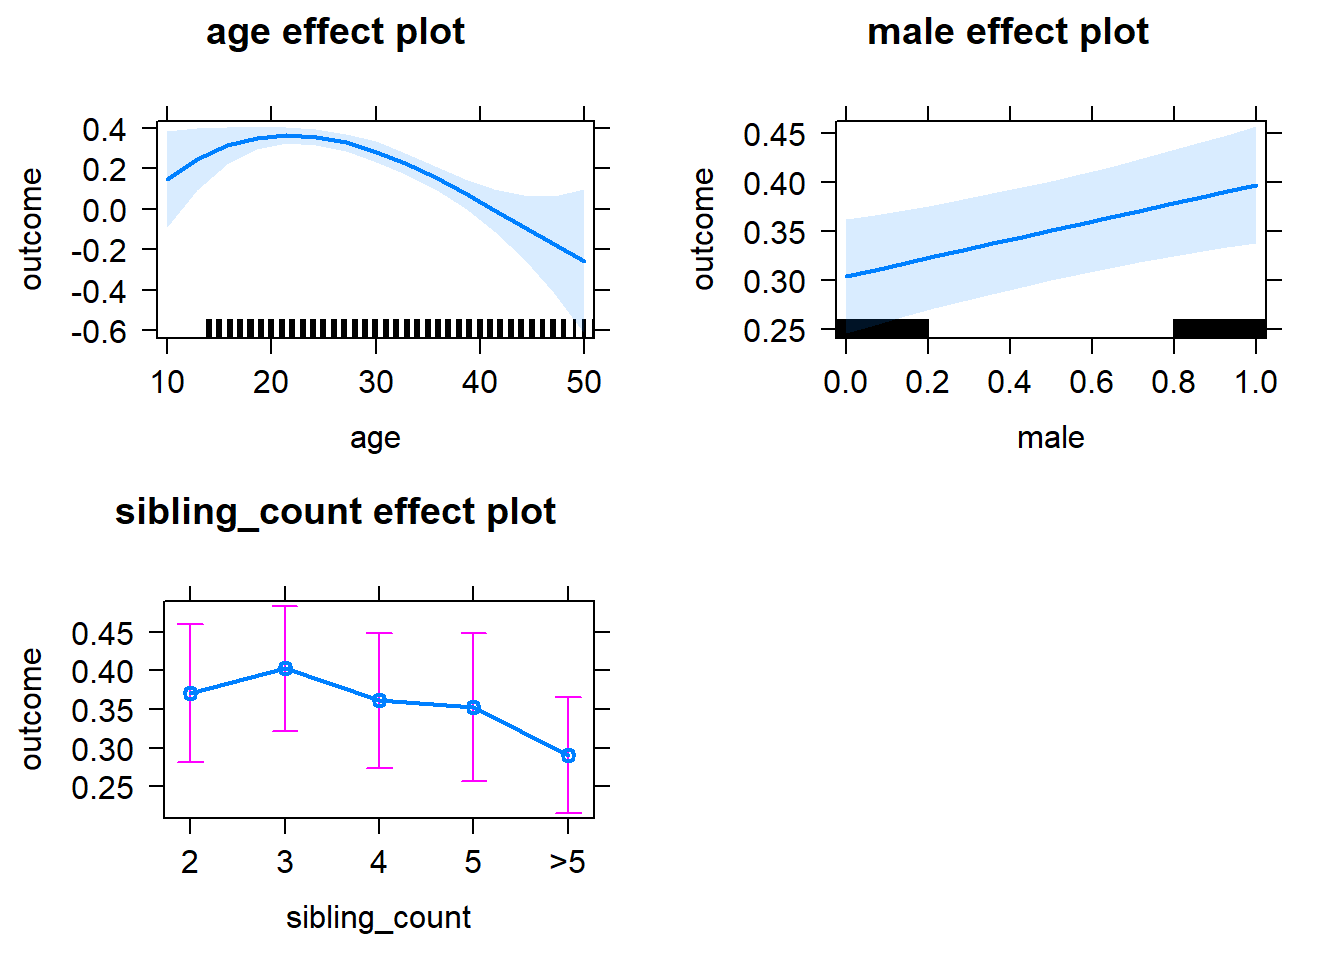 age effect plot
outcome
0.4
0.2
0.0
-0.2
-0.4
-0.6
10 20 30 40 50
age
male effect plot
outcome
0.45
0.40
0.35
0.30
0.25
0.0 0.2 0.4 0.6 0.8 1.0
male
sibling_count effect plot
outcome
0.45
0.40
0.35
0.30
0.25
2 3 4 5 >5
sibling_count